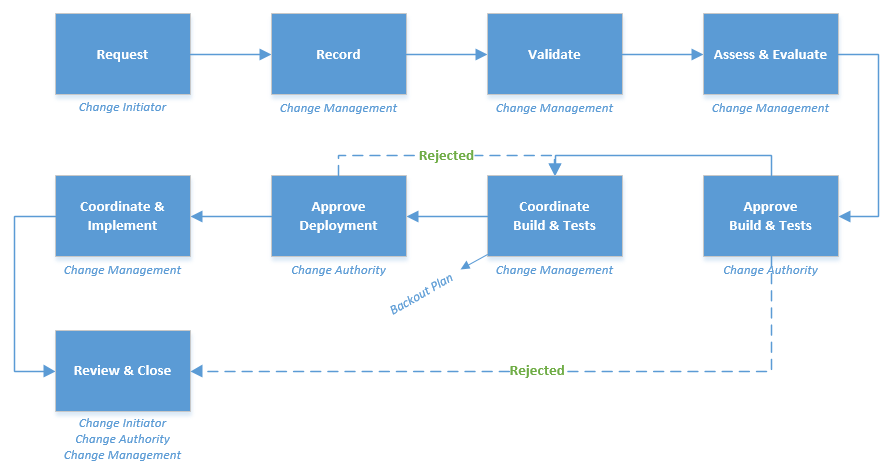 Request
Record
Validate
Assess & Evaluate
Change Initiator
Change Management
Change Management
Change Management
Rejected
Coordinate &
Implement
Approve
Deployment
Coordinate
Build & Tests
Approve
Build & Tests
Change Management
Change Authority
Change Management
Change Authority
Backout Plan
Review & Close
Rejected
Change Initiator
Change Authority
Change Management